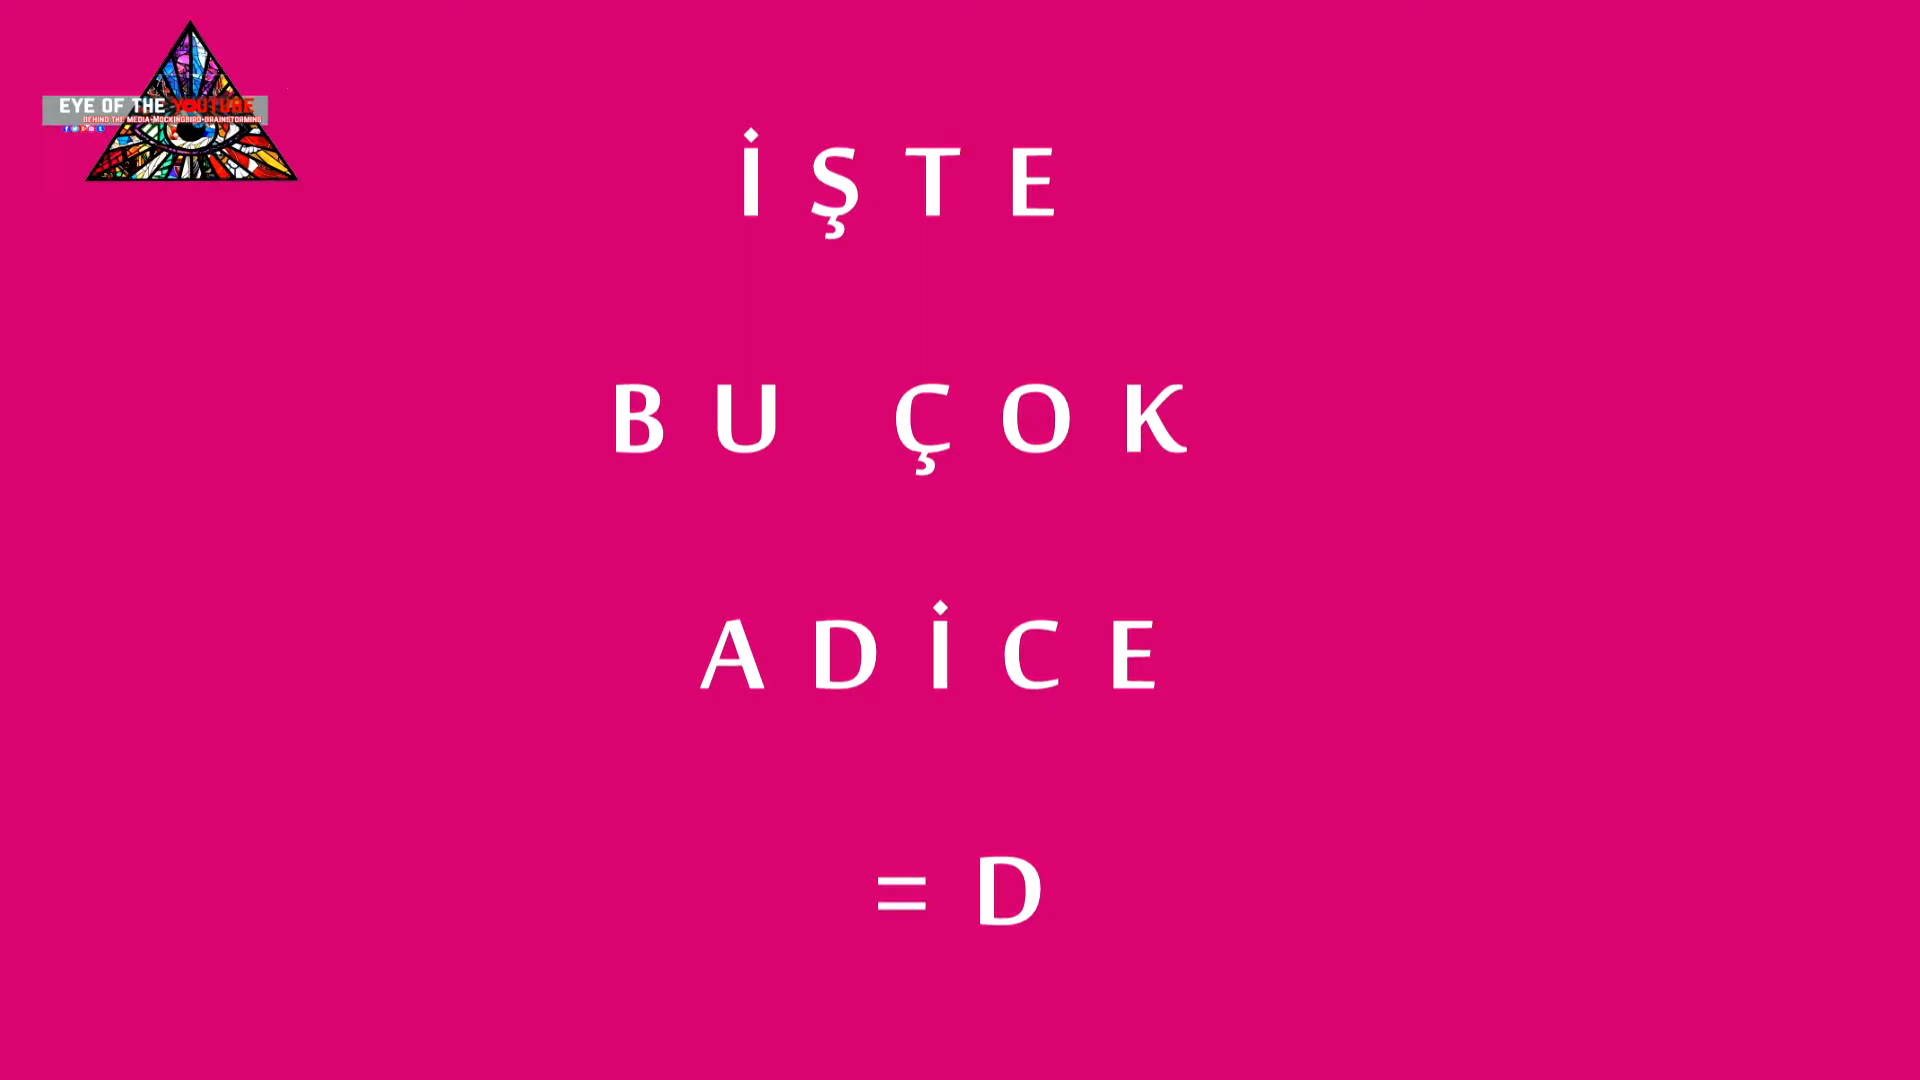 EYE OF THE YOUTUBE
BEHIND THE MEDIA•MOCKINGBIRD•BRAINSTORMING
İŞTE
BU ÇOK
ADİCE
=D